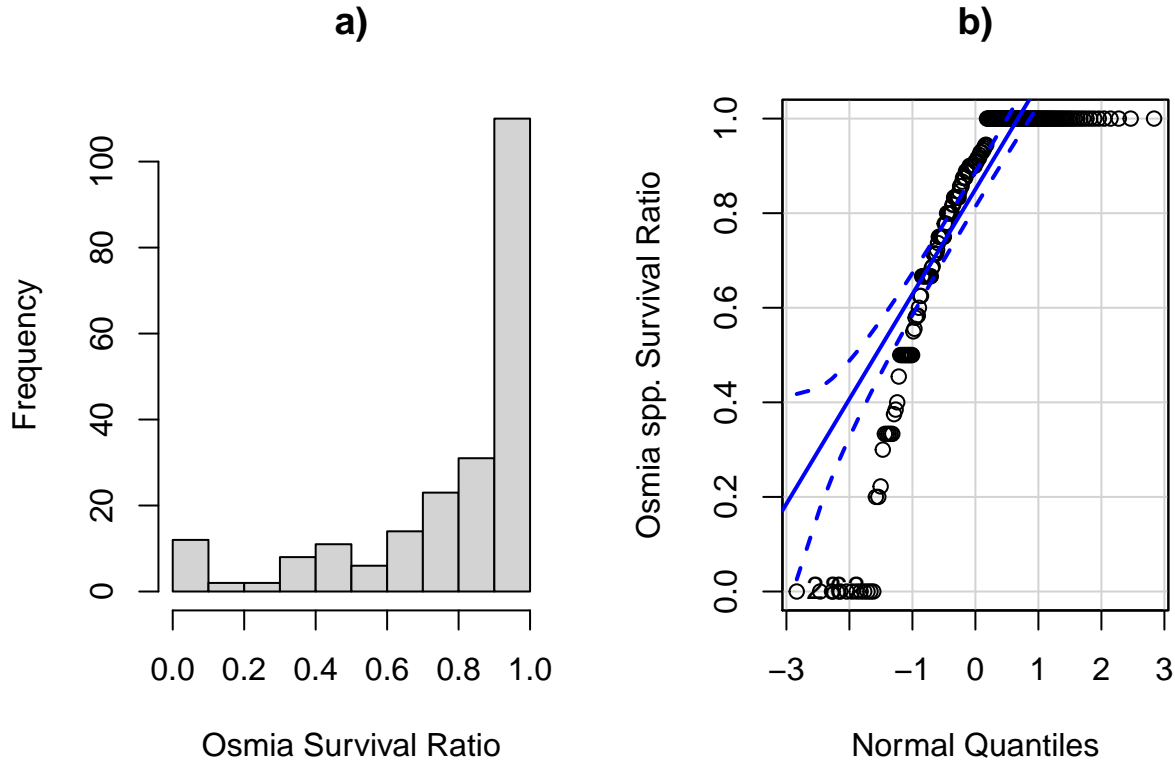 a)
Frequency
0
20
40
60
80
100
0.0 0.2 0.4 0.6 0.8 1.0
Osmia Survival Ratio
b)
Osmia spp. Survival Ratio
0.0
0.2
0.4
0.6
0.8
1.0
−3 −1 0 1 2 3
Normal Quantiles